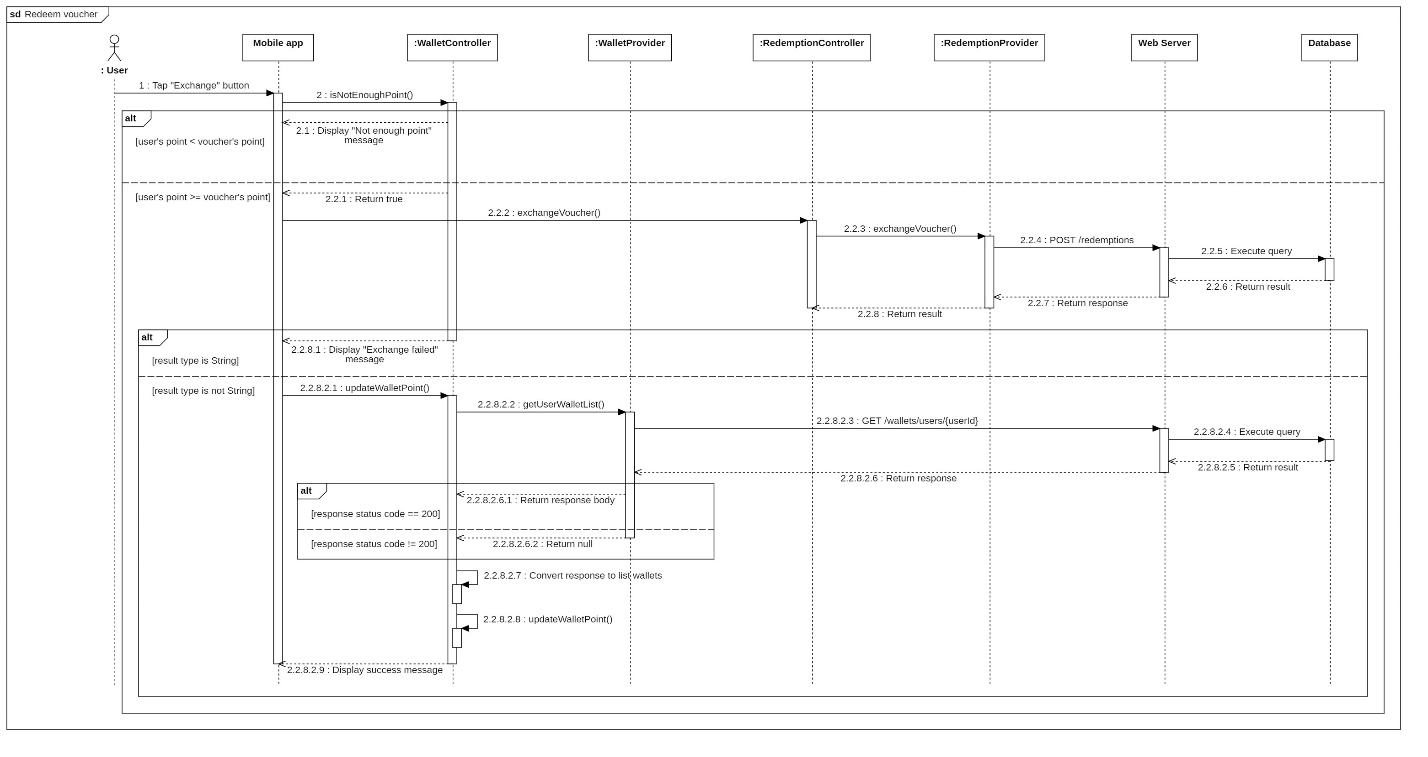 sd Redeem voucher
: User
Mobile app
:WalletController
:WalletProvider
:RedemptionController
:RedemptionProvider
Web Server
Database
1 : Tap "Exchange" button
2 : isNotEnoughPoint()
alt
2.1 : Display "Not enough point"
message
[user's point < voucher's point]
[user's point >= voucher's point]
2.2.1 : Return true
2.2.2 : exchangeVoucher()
2.2.3 : exchangeVoucher()
2.2.4 : POST /redemptions
2.2.5 : Execute query
2.2.6 : Return result
2.2.7 : Return response
2.2.8 : Return result
alt
2.2.8.1 : Display "Exchange failed"
message
[result type is String]
[result type is not String]
2.2.8.2.1 : updateWalletPoint()
2.2.8.2.2 : getUserWalletList()
2.2.8.2.3 : GET /wallets/users/{userId}
2.2.8.2.4 : Execute query
2.2.8.2.5 : Return result
2.2.8.2.6 : Return response
alt
2.2.8.2.6.1 : Return response body
[response status code == 200]
[response status code != 200]
2.2.8.2.6.2 : Return null
2.2.8.2.7 : Convert response to list wallets
2.2.8.2.8 : updateWalletPoint()
2.2.8.2.9 : Display success message